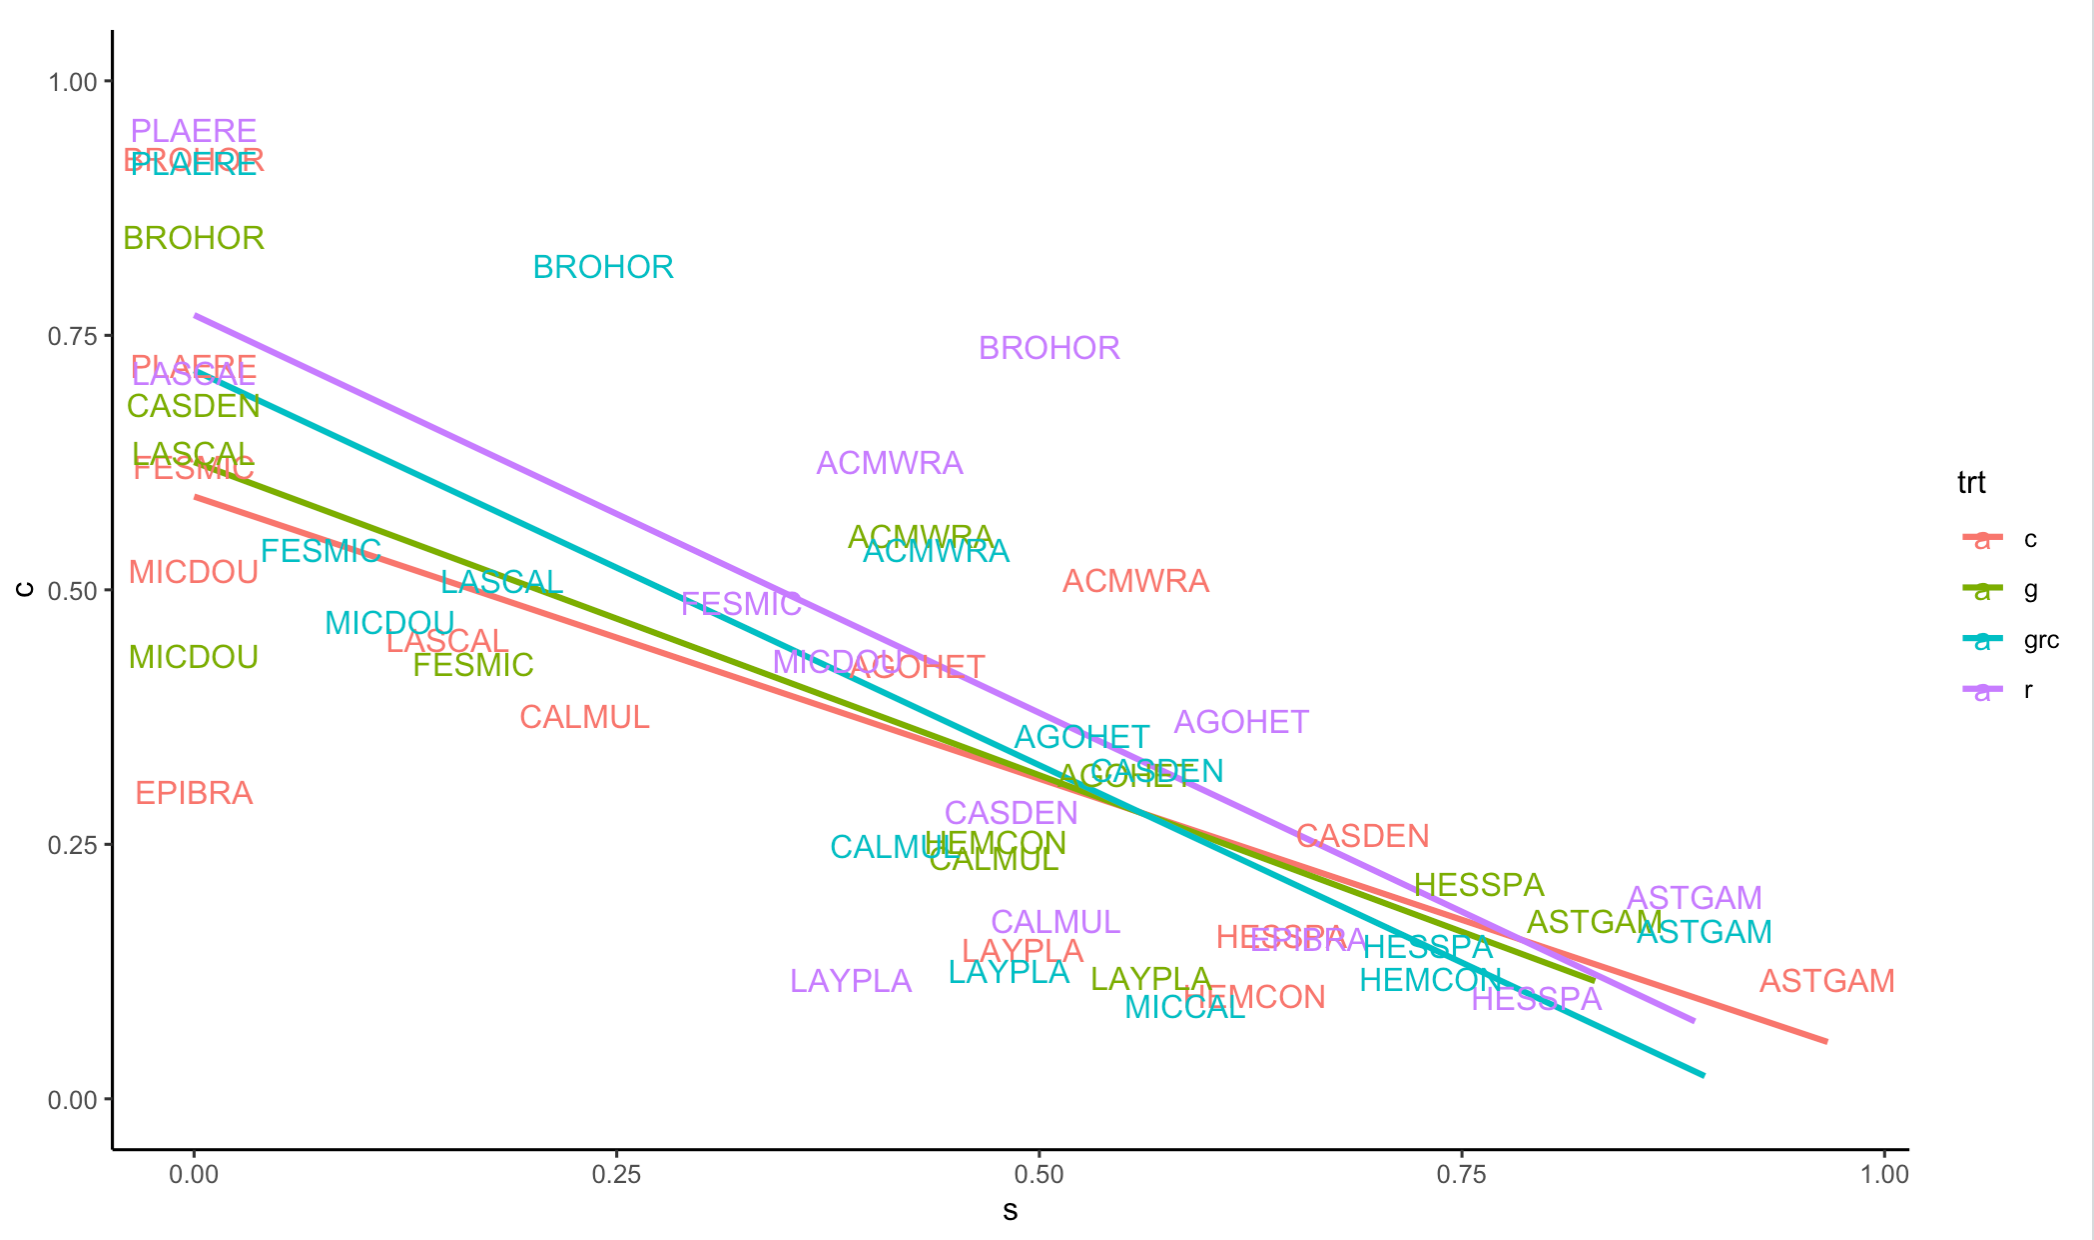 1.00
PLAERE
BROHOR
PLAERE
BROHOR
BROHOR
0.75
BROHOR
PLAERE
LASCAL
CASDEN
LASCAL
FESMIC
ACMWRA
ACMWRA
ACMWRA
ACMWRA
c
0.50
MICDOU
FESMIC
LASCAL
FESMIC
MICDOU
LASCAL
MICDOU
FESMIC
MICDOU
AGOHET
CALMUL
AGOHET
AGOHET
AGOHET
CASDEN
EPIBRA
CASDEN
CASDEN
0.25
CALMUL
HEMCON
CALMUL
HESSPA
ASTGAM
CALMUL
ASTGAM
ASTGAM
HESSPA
EPIBRA
HESSPA
LAYPLA
LAYPLA
LAYPLA
LAYPLA
HEMCON
ASTGAM
HEMCON
HESSPA
MICCAL
0.00
0.00 0.25 0.50 0.75 1.00
s
trt
a c
a g
a grc
a r